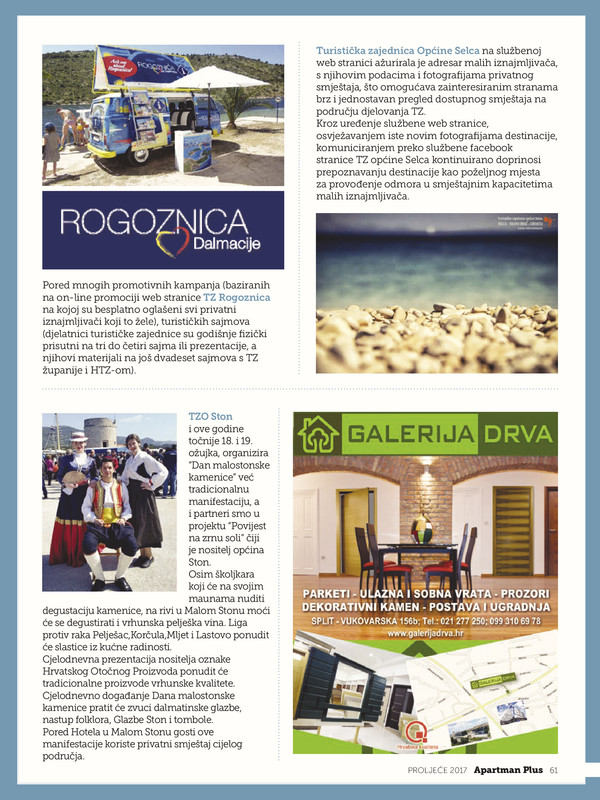 ROGOZNICA
Dalmacije
Pored mnogih promotivnih kampanja (baziranih
na on-line promociji web stranice TZ Rogoznica
na kojoj su besplatno oglašeni svi privatni
iznajmljivači koji to žele), turističkih sajmova
(djelatnici turističke zajednice su godišnje fizički
prisutni na tri do četiri sajma ili prezentacije, a
njihovi materijali na još dvadeset sajmova s TZ
županije i HTZ-om).
Turistička zajednica Općine Selca na službenoj
web stranici ažurirala je adresar malih iznajmljivača,
s njihovim podacima i fotografijama privatnog
smještaja, što omogućava zainteresiranim stranama
brz i jednostavan pregled dostupnog smještaja na
području djelovanja TZ.
Kroz uređenje službene web stranice,
osvježavanjem iste novim fotografijama destinacije,
komuniciranjem preko službene facebook
stranice TZ općine Selca kontinuirano doprinosi
prepoznavanju destinacije kao poželjnog mjesta
za provođenje odmora u smještajnim kapacitetima
malih iznajmljivača.
TZO Ston
i ove godine
točnije 18. i 19.
ožujka, organizira
"Dan malostonske
kamenice" već
tradicionalnu
manifestaciju, a
i partneri smo u
projektu "Povijest
na zrnu soli" čiji
je nositelj općina
Ston.
Osim školjkara
koji će na svojim
maunama nuditi
degustaciju kamenice, na rivi u Malom Stonu moći
će se degustirati i vrhunska pelješka vina. Liga
protiv raka Pelješac,Korčula,Mljet i Lastovo ponudit
će slastice iz kućne radinosti.
Cjelodnevna prezentacija nositelja oznake
Hrvatskog Otočnog Proizvoda ponudit će
tradicionalne proizvode vrhunske kvalitete.
Cjelodnevno događanje Dana malostonske
kamenice pratit će zvuci dalmatinske glazbe,
nastup folklora, Glazbe Ston i tombole.
Pored Hotela u Malom Stonu gosti ove
manifestacije koriste privatni smještaj cijelog
područja.
GALERIJA DRVA
PARKETI - ULAZNA I SOBNA VRATA - PROZORI
DEKORATIVNI KAMEN - POSTAVA I UGRADNJA
SPLIT - VUKOVARSKA 156b; Tel.: 021 277 250; 099 310 69 78
www.galerijadrva.hr
GALERIJA DRVA
Hrvatska kvaliteta
PROLJEĆE 2017 Apartman Plus 61